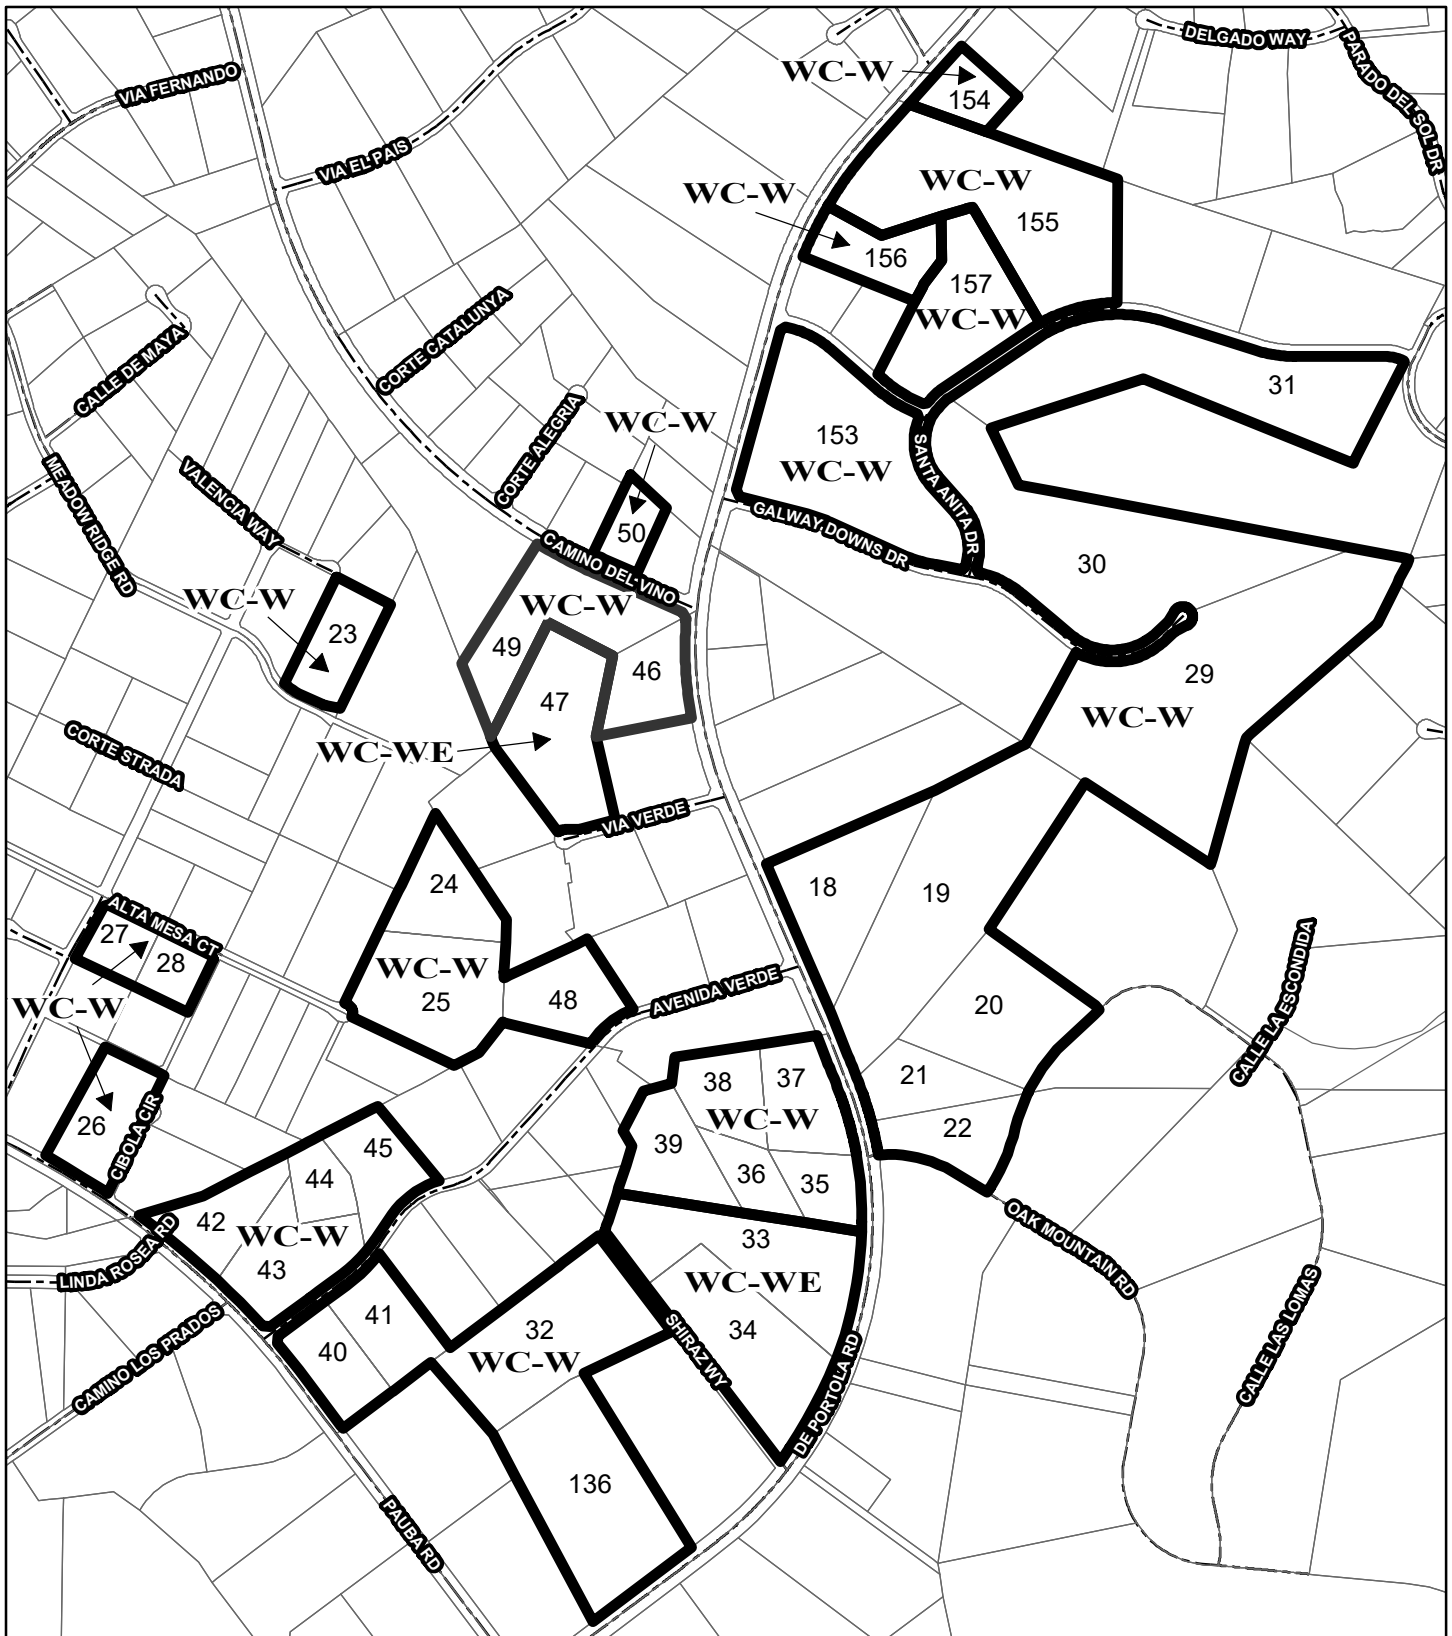 DELGADO WAY
PARADO DEL SOL DR
VIA FERNANDO
WC-W
154
VIA EL PAIS
WC-W
WC-W
155
156
157
WC-W
CORTE CATALUNYA
CALLE DE MAYA
31
CORTE ALEGRIA
WC-W
153
WC-W
SANTA ANITA DR
MEADOW RIDGE RD
VALENCIA WAY
50
GALWAY DOWNS DR
CAMINO DEL VINO
30
WC-W
WC-W
23
49
46
29
WC-W
47
WC-WE
CORTE STRADA
VIA VERDE
24
18
19
ALTA MESA CT
27
28
WC-W
25
48
AVENIDA VERDE
CALLE LA ESCONDIDA
WC-W
20
21
38
37
WC-W
22
26
CIBOLA CIR
39
45
44
36
35
42
WC-W
43
LINDA ROSEA RD
33
OAK MOUNTAIN RD
WC-WE
41
32
34
SHIRAZ WY
40
WC-W
CAMINO LOS PRADOS
DE PORTOLA RD
CALLE LAS LOMAS
136
PAUBA RD